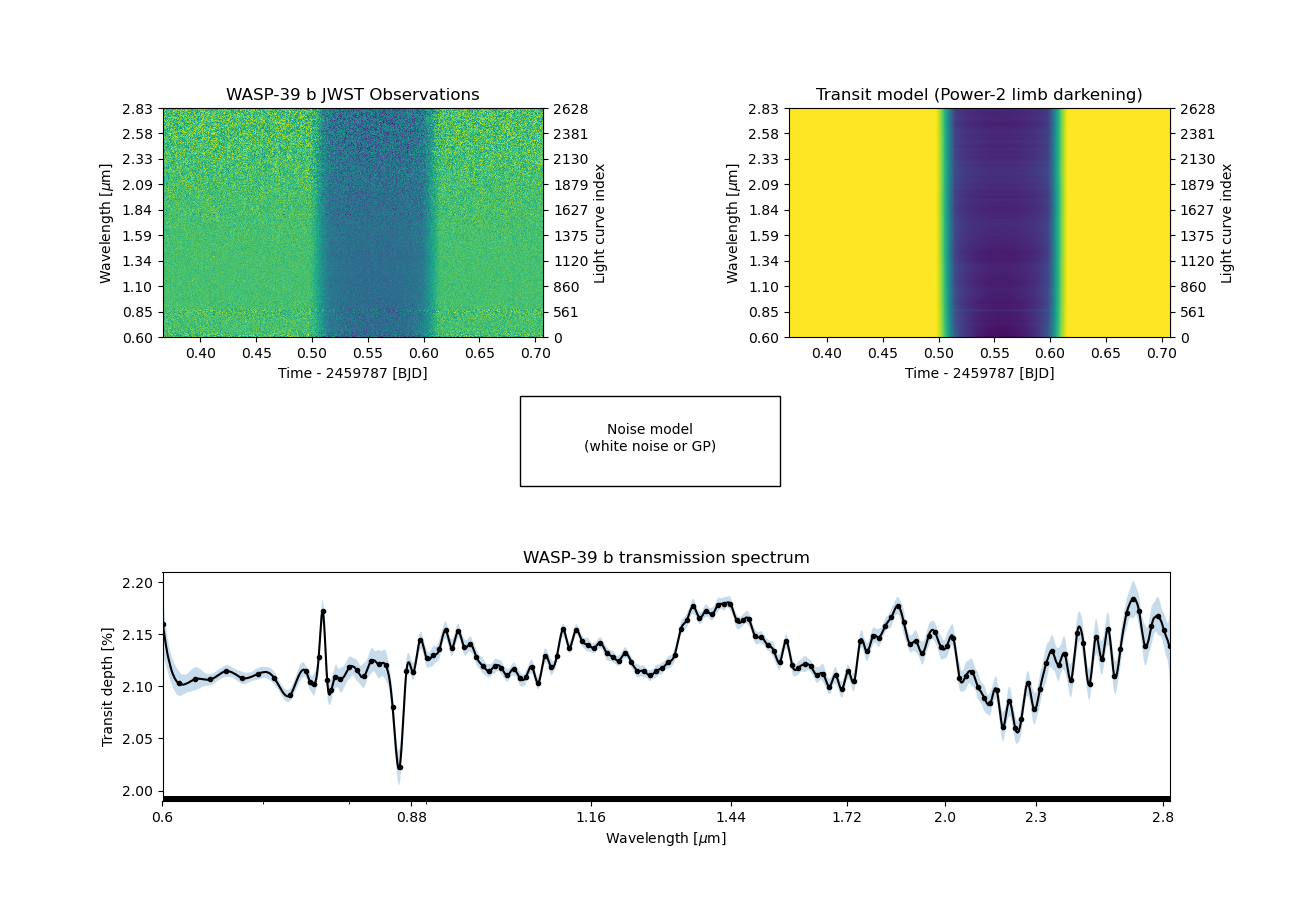 WASP-39 b JWST Observations
Wavelength [μm]
2.83
2.58
2.33
2.09
1.84
1.59
1.34
1.10
0.85
0.60
2628
2381
2130
1879
1627
1375
1120
860
561
0
Light curve index
0.40 0.45 0.50 0.55 0.60 0.65 0.70
Time - 2459787 [BJD]
Transit model (Power-2 limb darkening)
Wavelength [μm]
2.83
2.58
2.33
2.09
1.84
1.59
1.34
1.10
0.85
0.60
2628
2381
2130
1879
1627
1375
1120
860
561
0
Light curve index
0.40 0.45 0.50 0.55 0.60 0.65 0.70
Time - 2459787 [BJD]
Noise model
(white noise or GP)
WASP-39 b transmission spectrum
Transit depth [%]
2.20
2.15
2.10
2.05
2.00
0.6 0.88 1.16 1.44 1.72 2.0 2.3 2.8
Wavelength [μm]